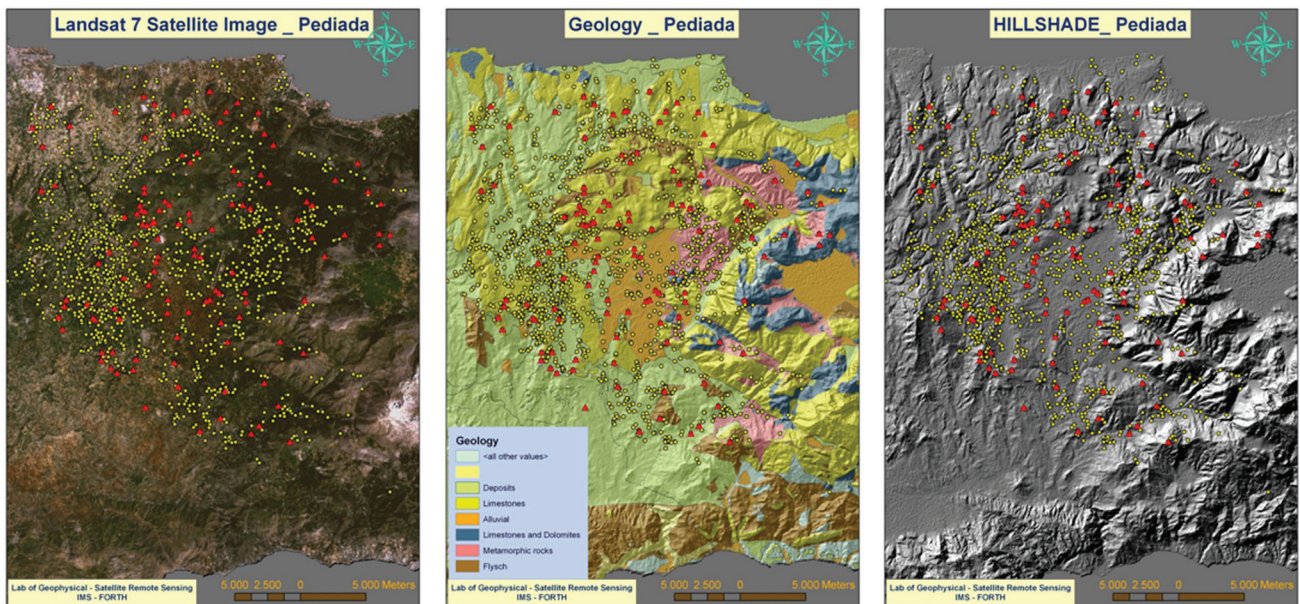 Landsat 7 Satellite Image _ Pediada
N
W E
S
Lab of Geophysical - Satellite Remote Sensing
IMS - FORTH
5 000 2.500 0 5.000 Meters
Geology _ Pediada
N
W E
S
Geology
<all other values>
Deposits
Limestones
Alluvial
Limestones and Dolomites
Metamorphic rocks
Flysch
Lab of Geophysical - Satellite Remote Sensing
IMS - FORTH
5 000 2.500 0 5.000 Meters
HILLSHADE_ Pediada
N
W E
S
Lab of Geophysical - Satellite Remote Sensing
IMS - FORTH
5 000 2.500 0 5.000 Meters